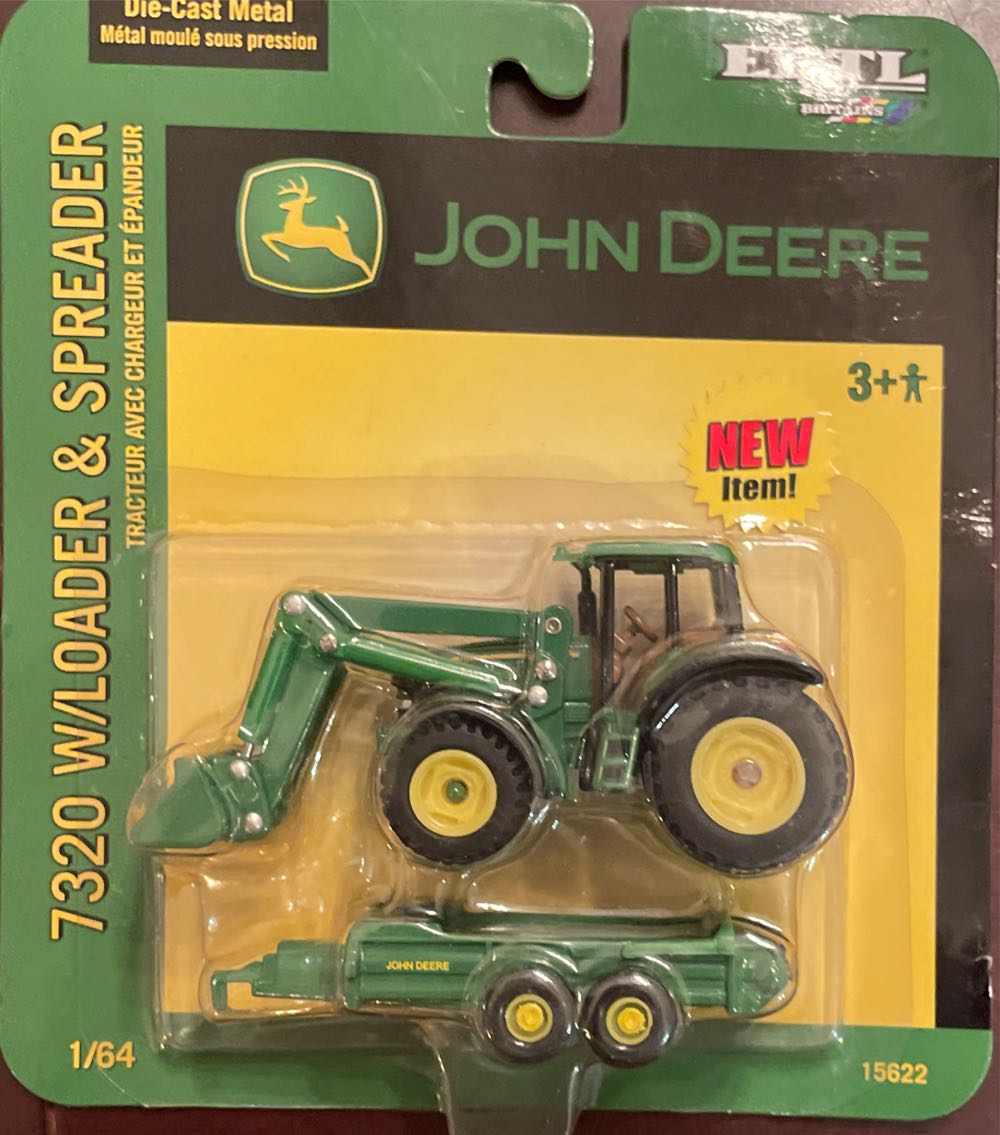 Die-Cast Metal
Métal moulé sous pression
ERTL
BRITAINS
JOHN DEERE
7320 W/LOADER & SPREADER
TRACTEUR AVEC CHARGEUR ET ÉPANDEUR
3+
NEW
Item!
JOHN DEERE
1/64
15622